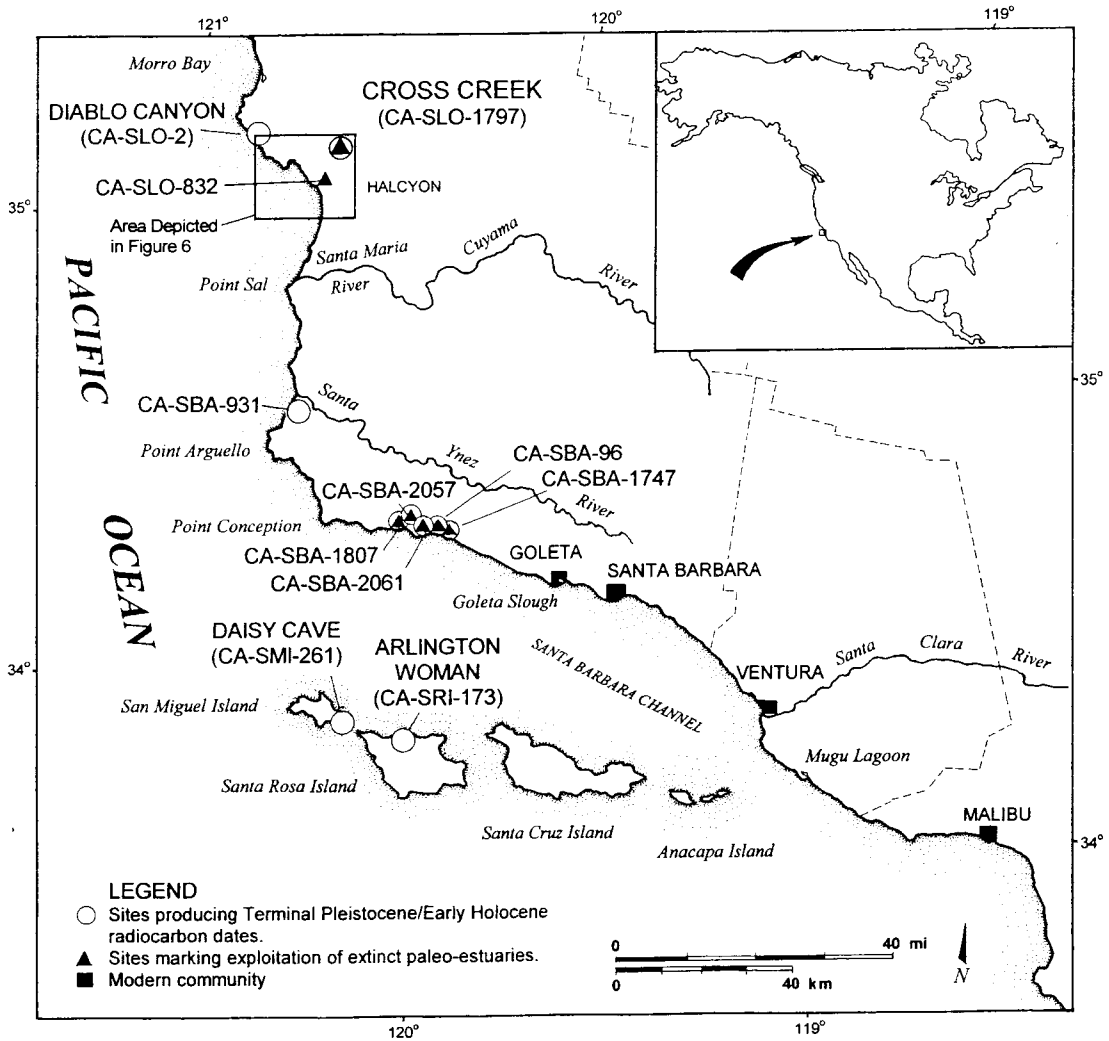 121°
120°
119°
Morro Bay
DIABLO CANYON
(CA-SLO-2)
CROSS CREEK
(CA-SLO-1797)
CA-SLO-832
HALCYON
35°
Area Depicted
in Figure 6
Santa Maria
River
Cuyama
River
Point Sal
PACIFIC
OCEAN
35°
CA-SBA-931
Santa
Ynez
River
Point Arguello
CA-SBA-96
CA-SBA-1747
CA-SBA-2057
Point Conception
CA-SBA-1807
CA-SBA-2061
GOLETA
SANTA BARBARA
Goleta Slough
34°
DAISY CAVE
(CA-SMI-261)
ARLINGTON
WOMAN
(CA-SRI-173)
SANTA BARBARA CHANNEL
VENTURA
Santa
Clara
River
San Miguel Island
Santa Rosa Island
Santa Cruz Island
Anacapa Island
Mugu Lagoon
MALIBU
34°
LEGEND
Sites producing Terminal Pleistocene/Early Holocene
radiocarbon dates.
Sites marking exploitation of extinct paleo-estuaries.
Modern community
0 40 mi
0 40 km
N
120°
119°